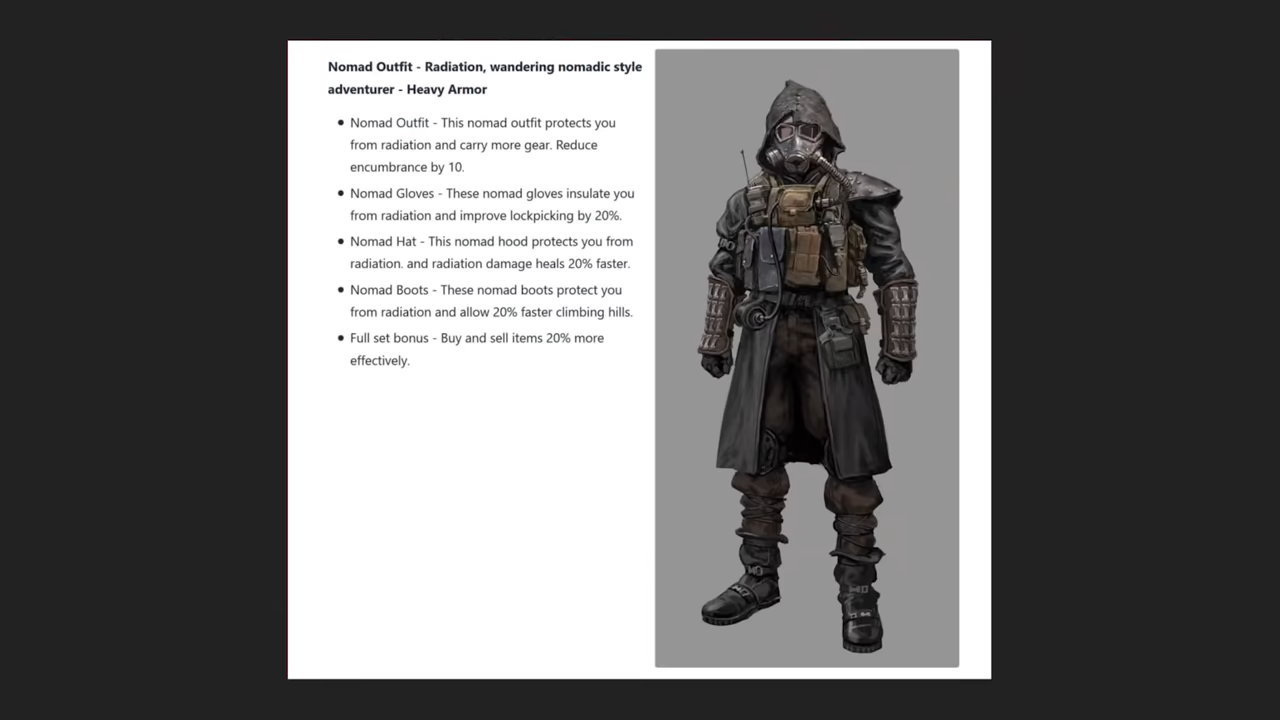 Nomad Outfit - Radiation, wandering nomadic style
adventurer - Heavy Armor
Nomad Outfit - This nomad outfit protects you
from radiation and carry more gear. Reduce
encumbrance by 10.
Nomad Gloves - These nomad gloves insulate you
from radiation and improve lockpicking by 20%.
Nomad Hat - This nomad hood protects you from
radiation. and radiation damage heals 20% faster.
Nomad Boots - These nomad boots protect you
from radiation and allow 20% faster climbing hills.
Full set bonus - Buy and sell items 20% more
effectively.